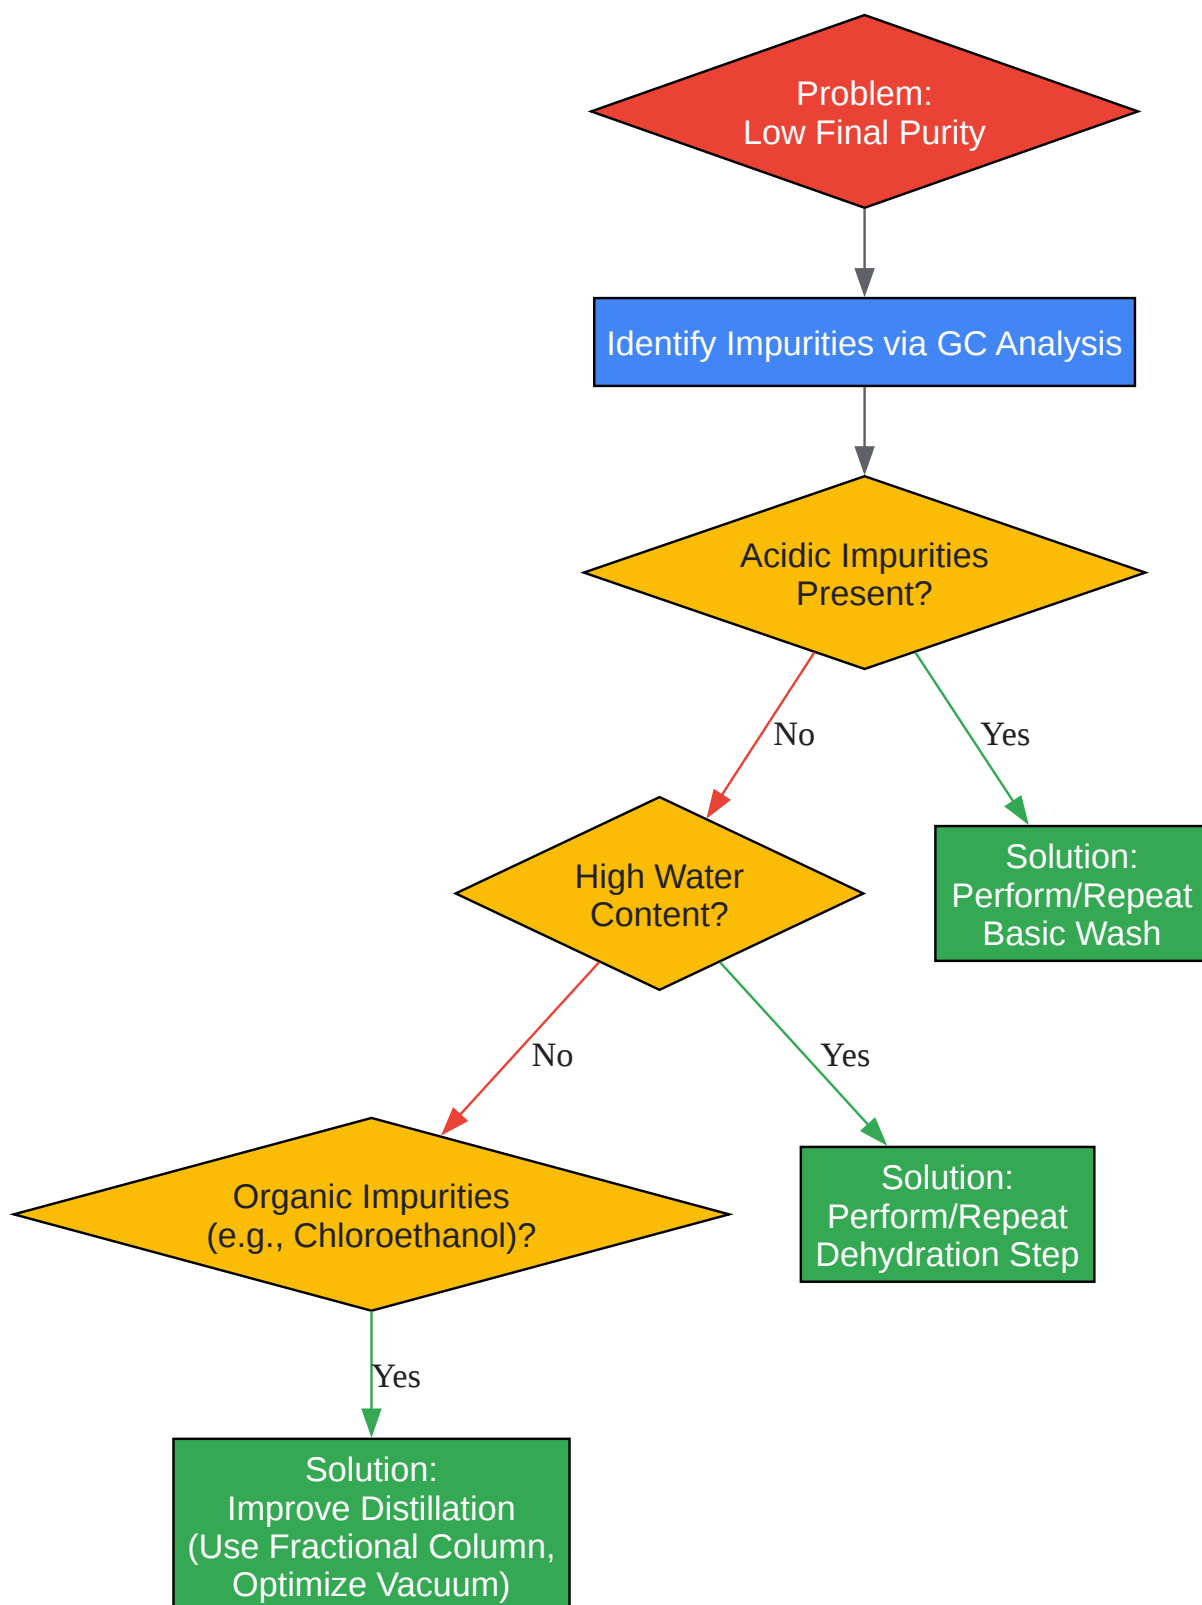 Problem:
Low Final Purity
Identify Impurities via GC Analysis
Acidic Impurities
Present?
No
Yes
High Water
Content?
Solution:
Perform/Repeat
Basic Wash
No
Yes
Organic Impurities
(e.g., Chloroethanol)?
Solution:
Perform/Repeat
Dehydration Step
Yes
Solution:
Improve Distillation
(Use Fractional Column,
Optimize Vacuum)